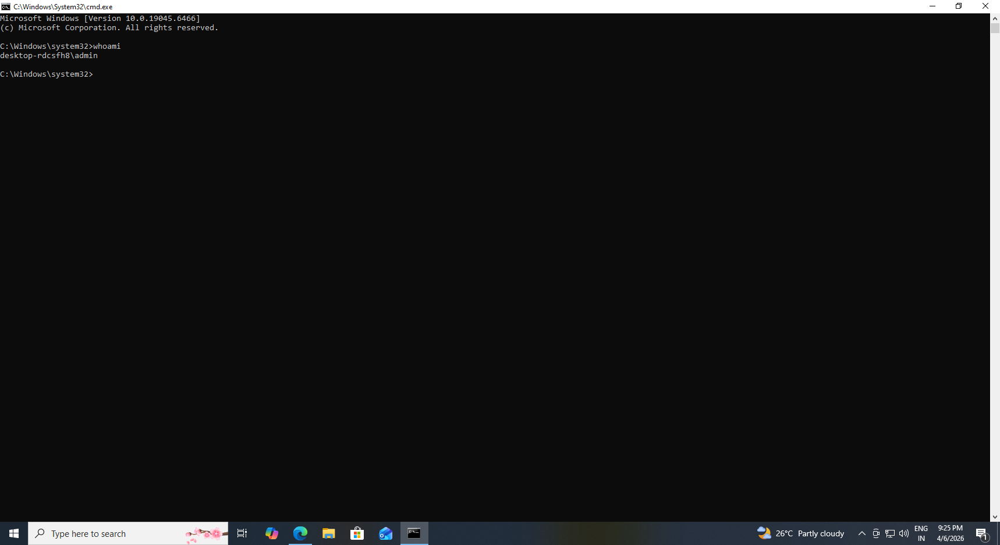 C:\Windows\System32\cmd.exe
Microsoft Windows [Version 10.0.19045.6466]
(c) Microsoft Corporation. All rights reserved.
C:\Windows\system32>whoami
desktop-rdcsfh8\admin
C:\Windows\system32>
Type here to search
26°C Partly cloudy
ENG
IN
9:25 PM
4/6/2026
1